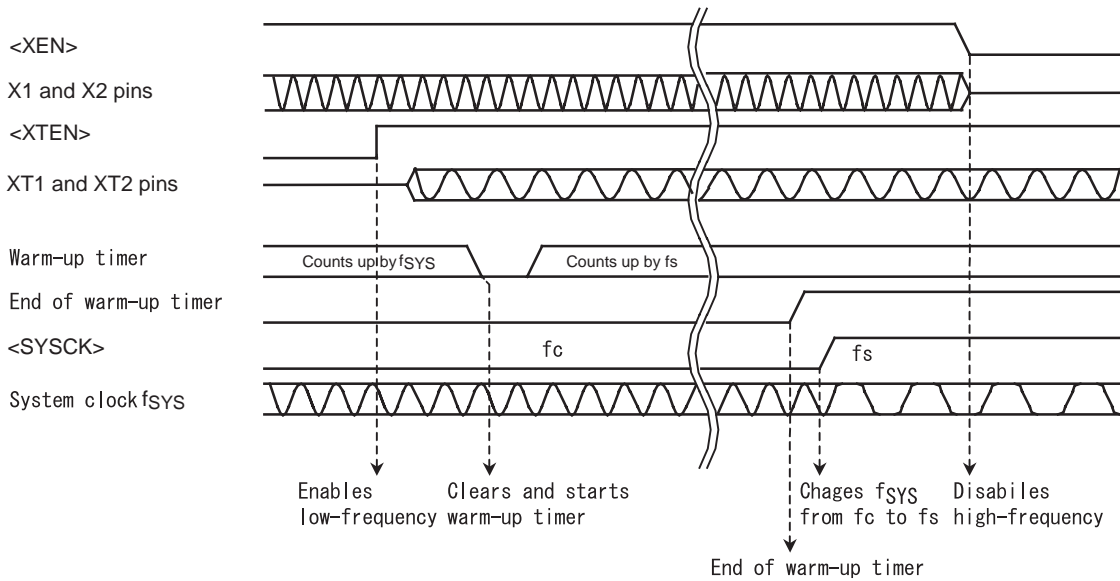 <XEN>
X1 and X2 pins
<XTEN>
XT1 and XT2 pins
Warm-up timer
Counts up by fSYS
Counts up by fs
End of warm-up timer
<SYSCK>
fc
fs
System clock fSYS
Enables
low-frequency
Clears and starts
warm-up timer
Chages fSYS
from fc to fs
Disabiles
high-frequency
End of warm-up timer